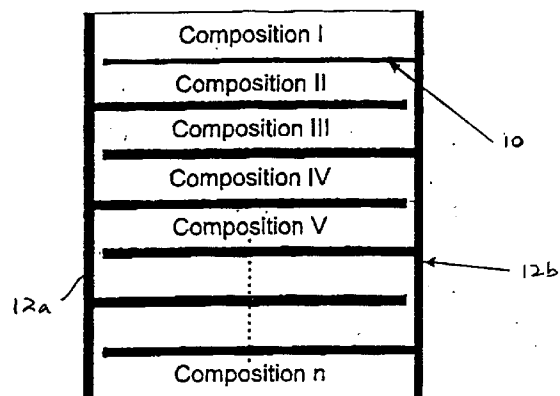 Composition I
Composition II
10
Composition III
Composition IV
Composition V
12b
12a
Composition n